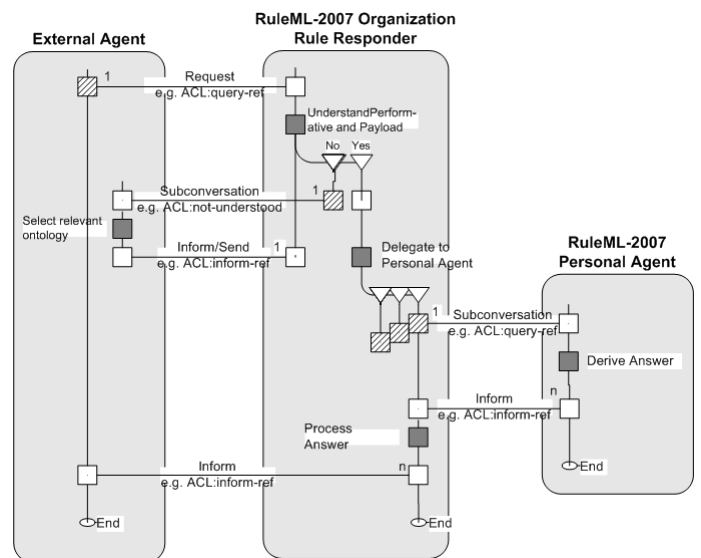 RuleML-2007 Organization
Rule Responder
External Agent
1
Request
e.g. ACL:query-ref
UnderstandPerform-
ative and Payload
No
Yes
1
Subconversation
e.g. ACL:not-understood
Select relevant
ontology
Inform/Send
1
e.g. ACL:inform-ref
Delegate to
Personal Agent
RuleML-2007
Personal Agent
1
Subconversation
e.g. ACL:query-ref
Derive Answer
Inform
n
e.g. ACL:inform-ref
Process
Answer
Inform
n
e.g. ACL:inform-ref
End
End
End